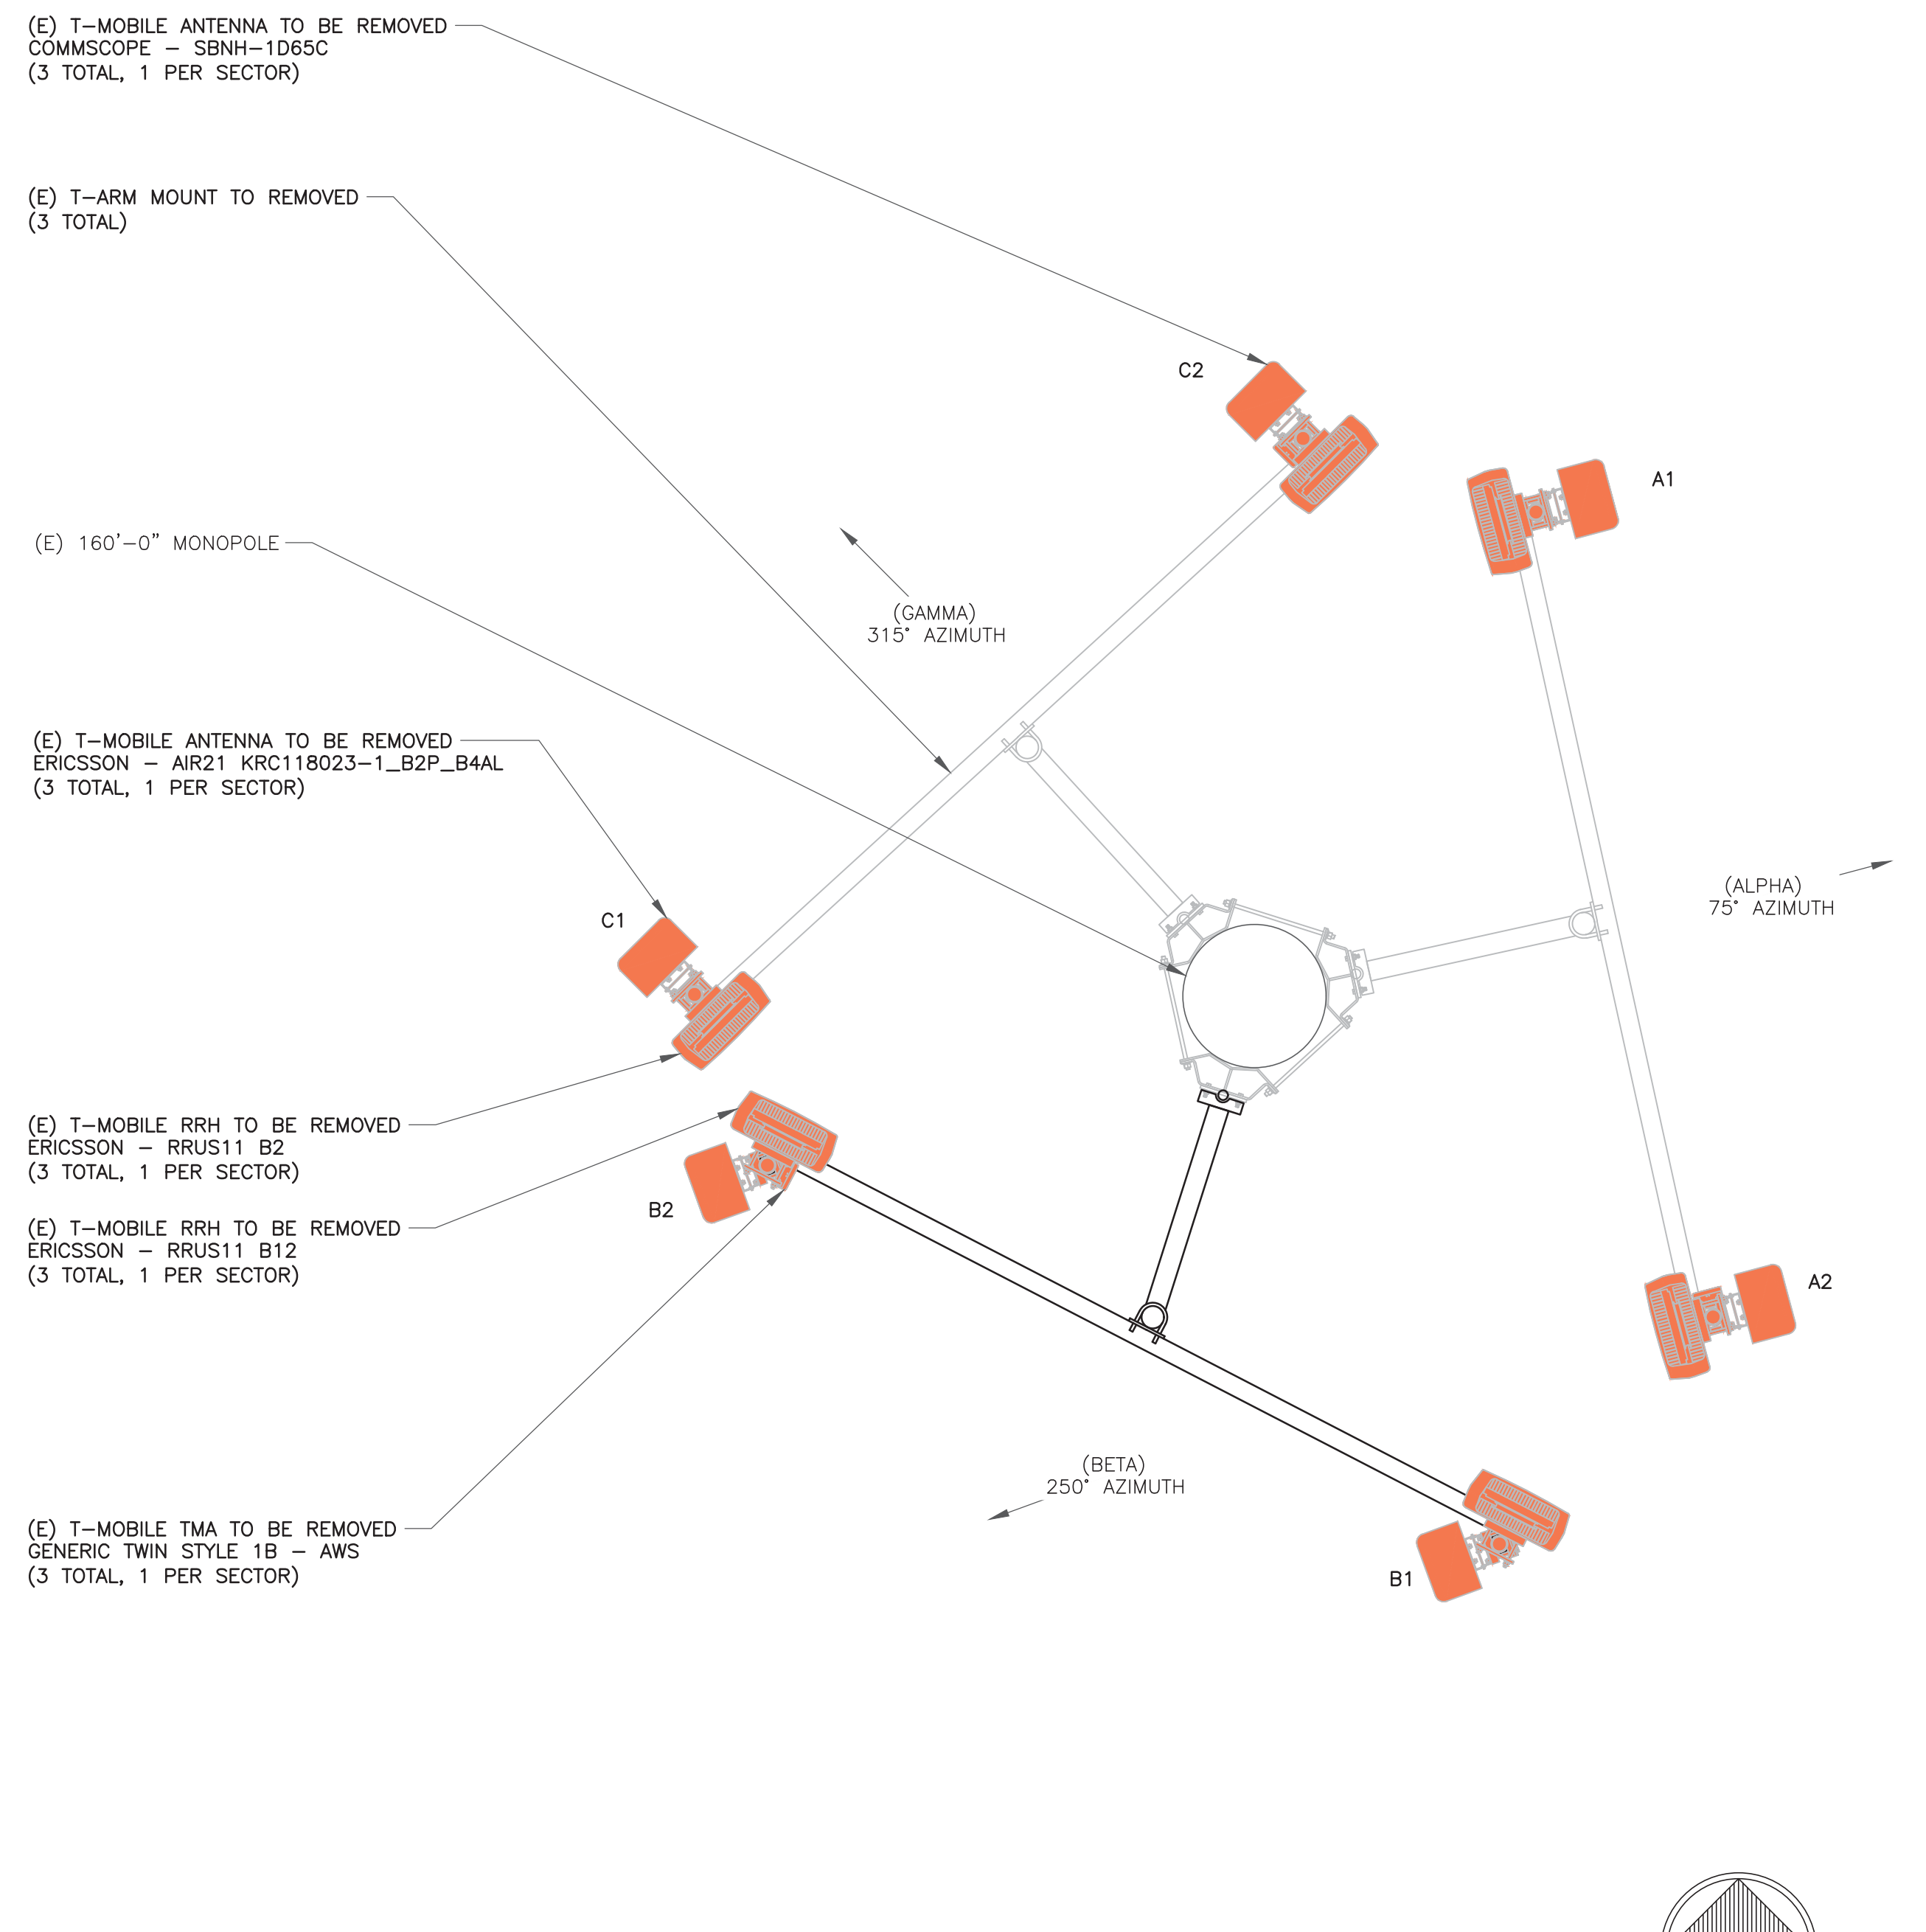 (E) T-MOBILE ANTENNA TO BE REMOVED
COMMSCOPE - SBNH-1D65C
(3 TOTAL, 1 PER SECTOR)
(E) T-ARM MOUNT TO REMOVED
(3 TOTAL)
C2
A1
(E) 160'-0" MONOPOLE
(GAMMA)
315° AZIMUTH
(E) T-MOBILE ANTENNA TO BE REMOVED
ERICSSON - AIR21 KRC118023-1_B2P_B4AL
(3 TOTAL, 1 PER SECTOR)
(ALPHA)
75° AZIMUTH
C1
(E) T-MOBILE RRH TO BE REMOVED
ERICSSON - RRUS11 B2
(3 TOTAL, 1 PER SECTOR)
B2
(E) T-MOBILE RRH TO BE REMOVED
ERICSSON - RRUS11 B12
(3 TOTAL, 1 PER SECTOR)
A2
(BETA)
250° AZIMUTH
(E) T-MOBILE TMA TO BE REMOVED
GENERIC TWIN STYLE 1B - AWS
(3 TOTAL, 1 PER SECTOR)
B1